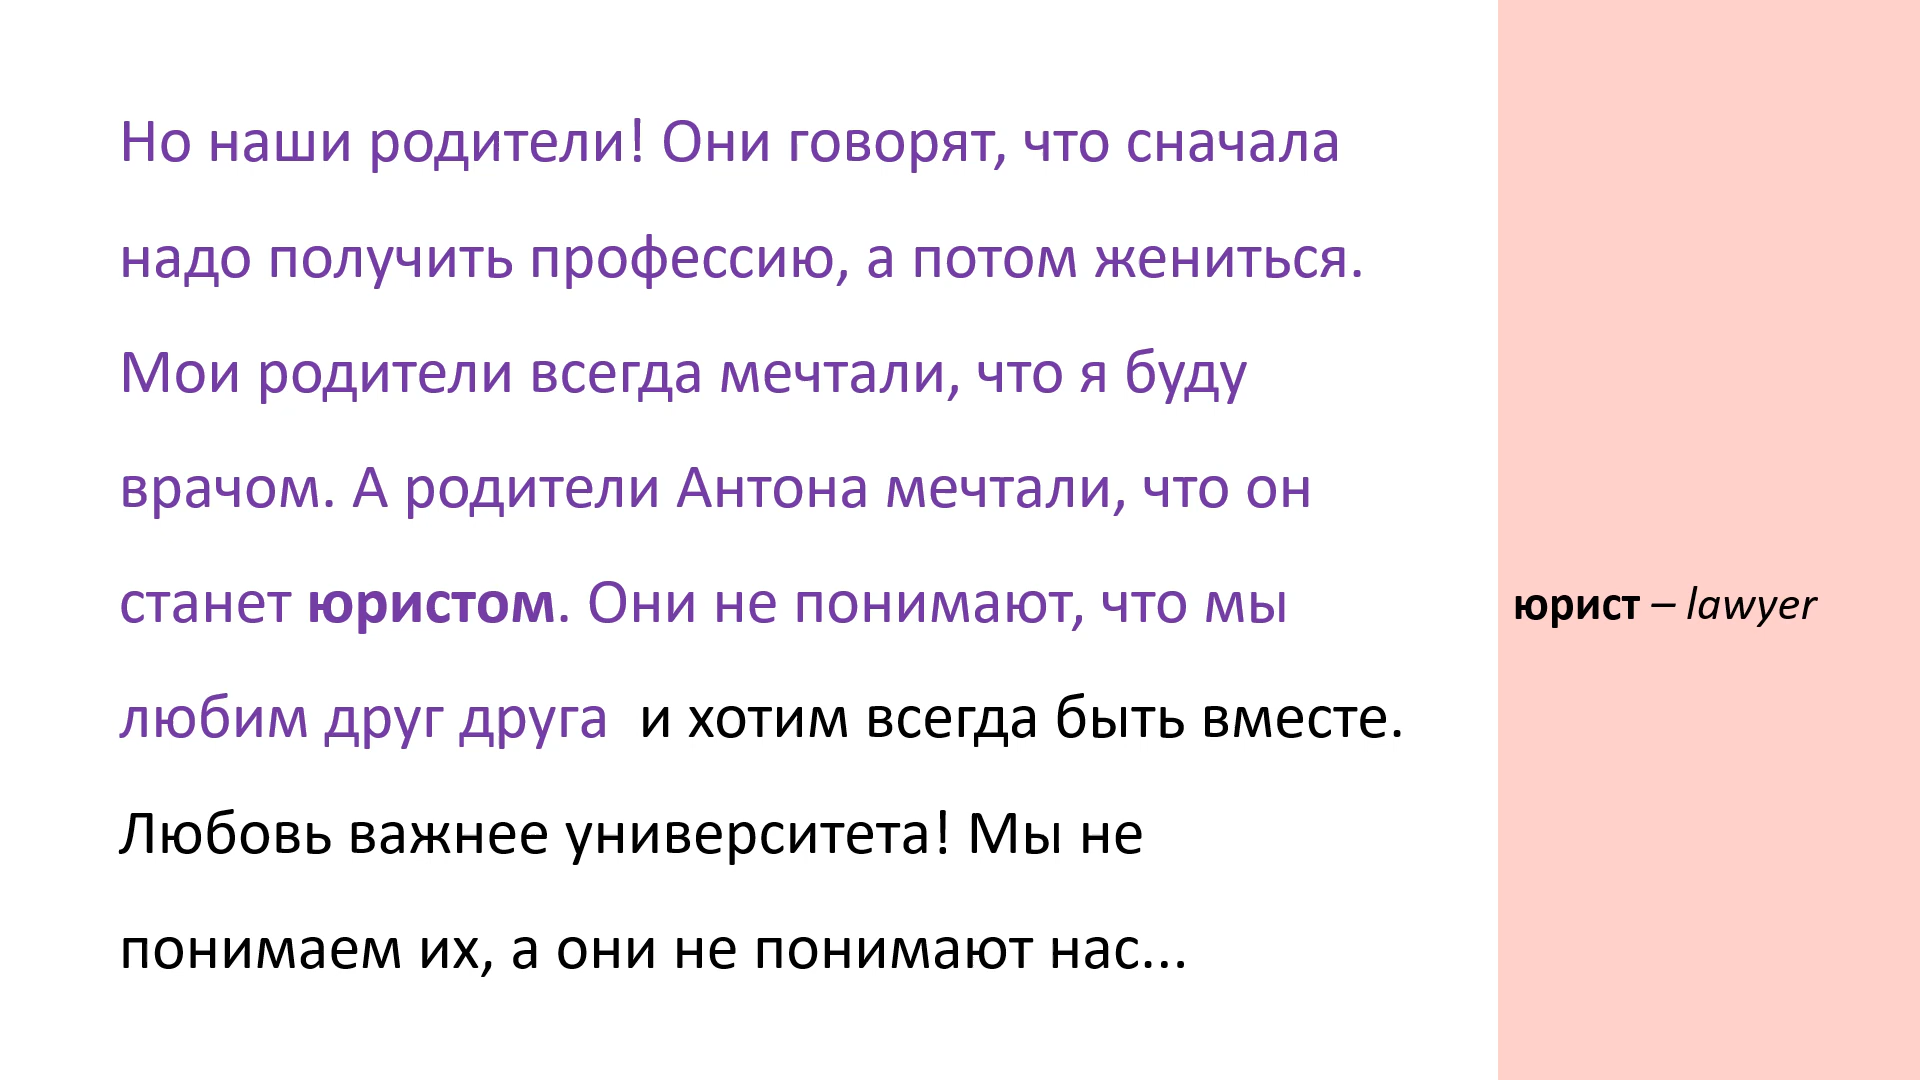 Но наши родители! Они говорят, что сначала
надо получить профессию, а потом жениться.
Мои родители всегда мечтали, что я буду
врачом. А родители Антона мечтали, что он
станет юристом. Они не понимают, что мы
любим друг друга  и хотим всегда быть вместе.
Любовь важнее университета! Мы не
понимаем их, а они не понимают нас...
юрист – lawyer